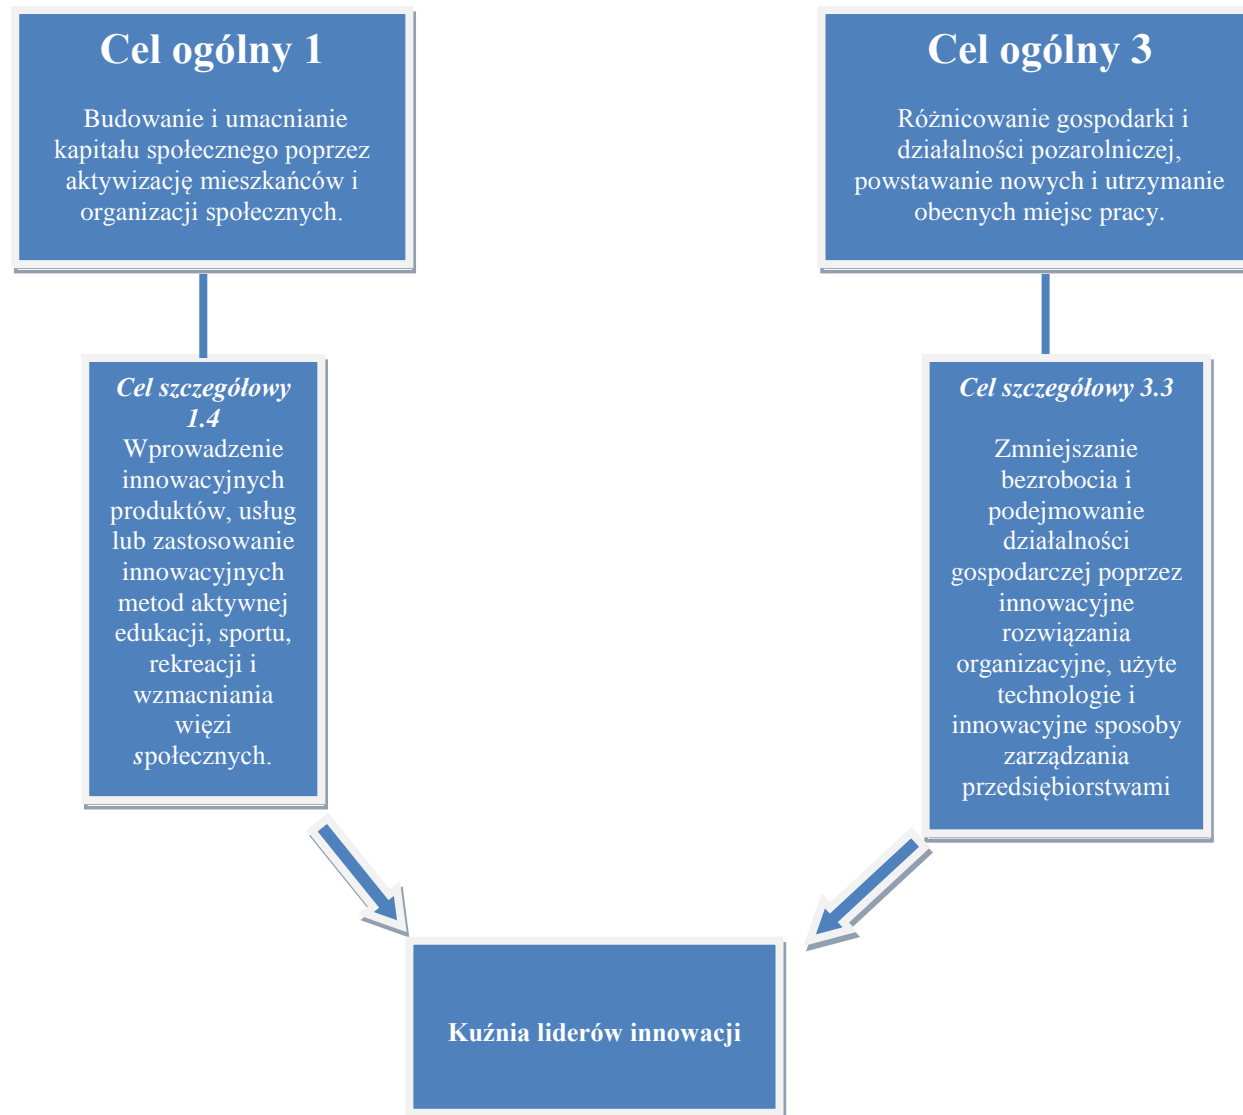 Cel ogólny 1
Budowanie i umacnianie
kapitału społecznego poprzez
aktywizację mieszkańców i
organizacji społecznych.
Cel szczegółowy
1.4
Wprowadzenie
innowacyjnych
produktów, usług
lub zastosowanie
innowacyjnych
metod aktywnej
edukacji, sportu,
rekreacji i
wzmacniania
więzi
społecznych.
Cel ogólny 3
Różnicowanie gospodarki i
działalności pozarolniczej,
powstawanie nowych i utrzymanie
obecnych miejsc pracy.
Cel szczegółowy 3.3
Zmniejszanie
bezrobocia i
podejmowanie
działalności
gospodarczej poprzez
innowacyjne
rozwiązania
organizacyjne, użyte
technologie i
innowacyjne sposoby
zarządzania
przedsiębiorstwami
Kuźnia liderów innowacji